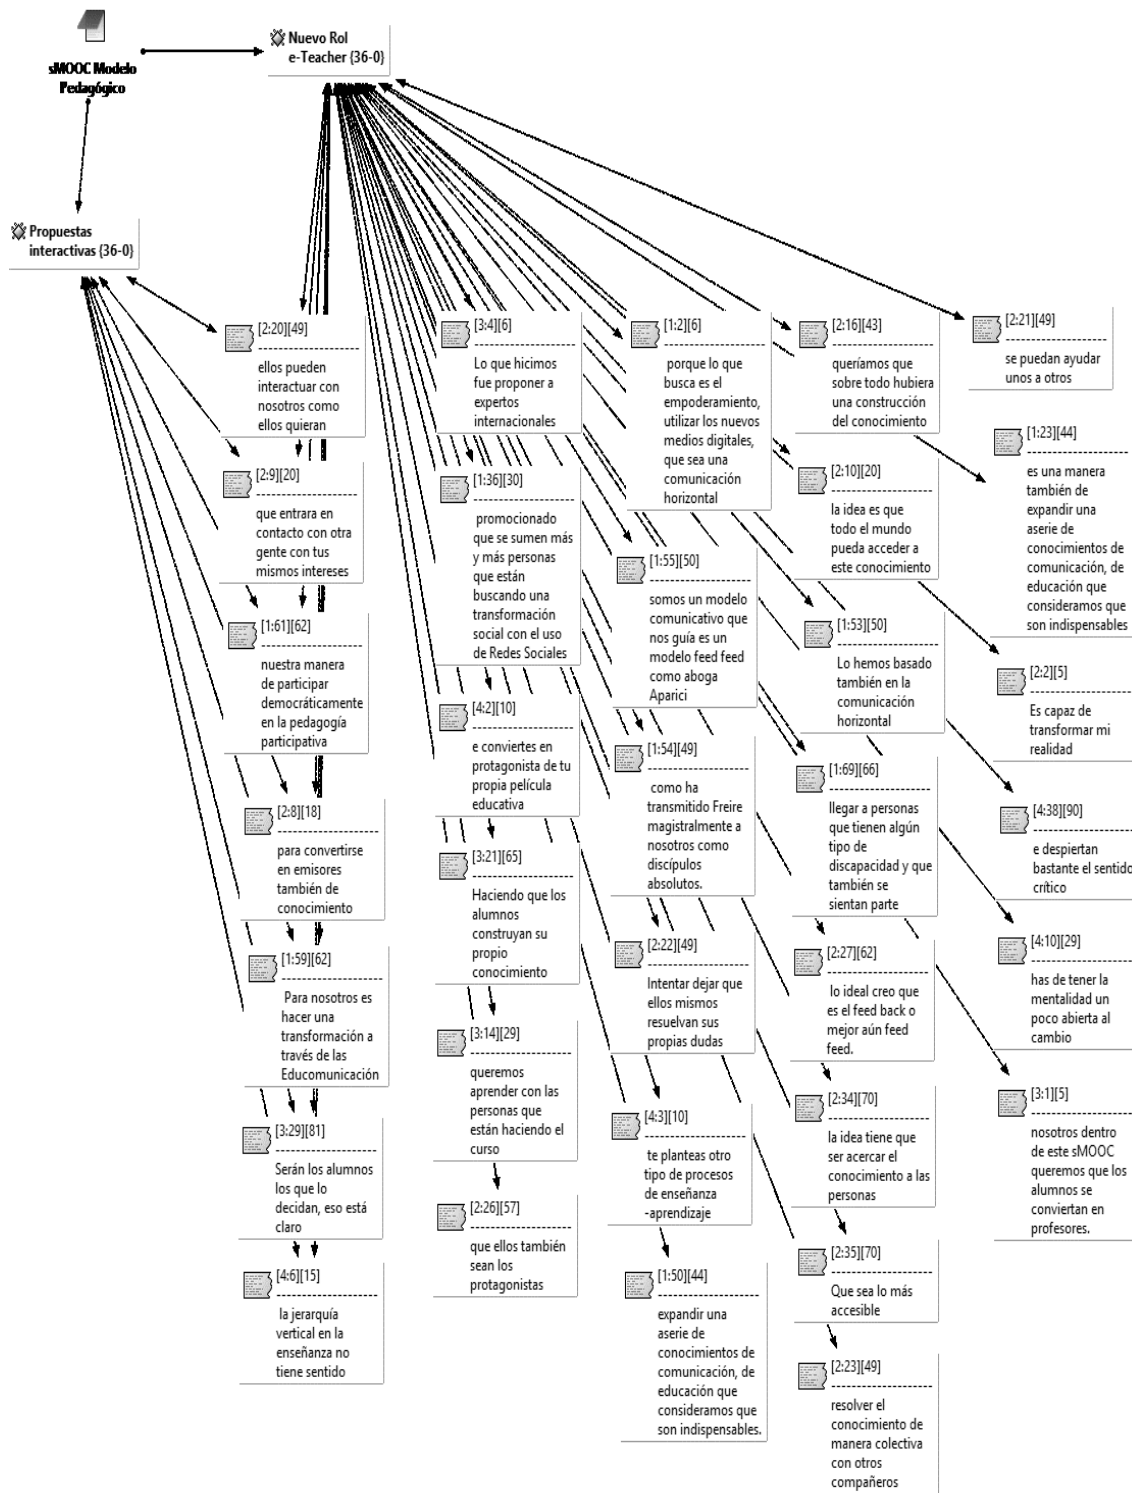 sMOOC Modelo
Pedagógico
Nuevo Rol
e-Teacher {36-0}
Propuestas
interactivas {36-0}
[2:20][49]
ellos pueden
interactuar con
nosotros como
ellos quieran
[2:9][20]
que entrara en
contacto con otra
gente con tus
mismos intereses
[1:61][62]
nuestra manera
de participar
democráticamente
en la pedagogía
participativa
[2:8][18]
para convertirse
en emisores
también de
conocimiento
[1:59][62]
Para nosotros es
hacer una
transformación a
través de las
Educomunicación
[3:29][81]
Serán los alumnos
los que lo
decidan, eso está
claro
[4:6][15]
la jerarquía
vertical en la
enseñanza no
tiene sentido
[3:4][6]
Lo que hicimos
fue proponer a
expertos
internacionales
[1:36][30]
promocionado
que se sumen más
y más personas
que están
buscando una
transformación
social con el uso
de Redes Sociales
[4:2][10]
e conviertes en
protagonista de tu
propia película
educativa
[3:21][65]
Haciendo que los
alumnos
construyan su
propio
conocimiento
[3:14][29]
queremos
aprender con las
personas que
están haciendo el
curso
[2:26][57]
que ellos también
sean los
protagonistas
[1:2][6]
porque lo que
busca es el
empoderamiento,
utilizar los nuevos
medios digitales,
que sea una
comunicación
horizontal
[1:55][50]
somos un modelo
comunicativo que
nos guía es un
modelo feed feed
como aboga
Aparici
[1:54][49]
como ha
transmitido Freire
magistralmente a
nosotros como
discípulos
absolutos.
[2:22][49]
Intentar dejar que
ellos mismos
resuelvan sus
propias dudas
[4:3][10]
te planteas otro
tipo de procesos
de enseñanza
-aprendizaje
[1:50][44]
expandir una
aserie de
conocimientos de
comunicación, de
educación que
consideramos que
son indispensables.
[2:16][43]
queríamos que
sobre todo hubiera
una construcción
del conocimiento
[2:10][20]
la idea es que
todo el mundo
pueda acceder a
este conocimiento
[1:53][50]
Lo hemos basado
también en la
comunicación
horizontal
[1:69][66]
llegar a personas
que tienen algún
tipo de
discapacidad y que
también se
sientan parte
[2:27][62]
lo ideal creo que
es el feed back o
mejor aún feed
feed.
[2:34][70]
la idea tiene que
ser acercar el
conocimiento a las
personas
[2:35][70]
Que sea lo más
accesible
[2:23][49]
resolver el
conocimiento de
manera colectiva
con otros
compañeros
[2:21][49]
se puedan ayudar
unos a otros
[1:23][44]
es una manera
también de
expandir una
aserie de
conocimientos de
comunicación, de
educación que
consideramos que
son indispensables
[2:2][5]
Es capaz de
transformar mi
realidad
[4:38][90]
e despiertan
bastante el sentido
crítico
[4:10][29]
has de tener la
mentalidad un
poco abierta al
cambio
[3:1][5]
nosotros dentro
de este sMOOC
queremos que los
alumnos se
conviertan en
profesores.